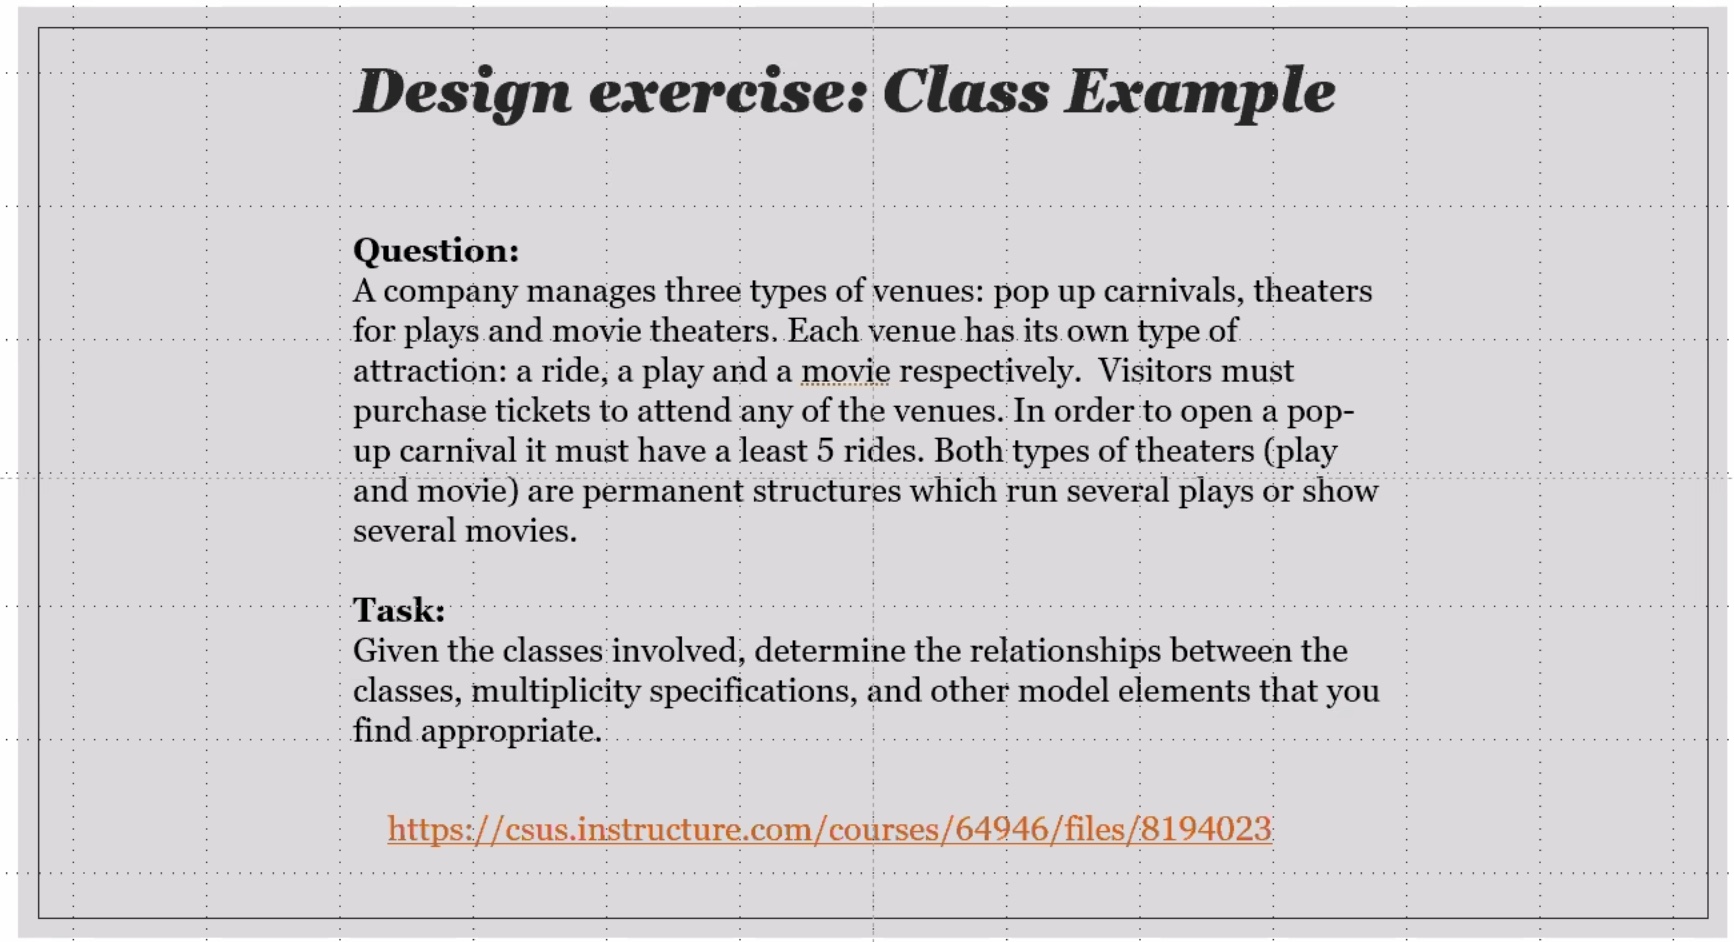 Design exercise: Class Example
Question:
A company manages three types of venues: pop up carnivals, theaters
for plays and movie theaters. Each venue has its own type of
attraction: a ride, a play and a movie respectively.  Visitors must
purchase tickets to attend any of the venues. In order to open a pop-
up carnival it must have a least 5 rides. Both types of theaters (play
and movie) are permanent structures which run several plays or show
several movies.
Task:
Given the classes involved, determine the relationships between the
classes, multiplicity specifications, and other model elements that you
find appropriate.
https://csus.instructure.com/courses/64946/files/8194023